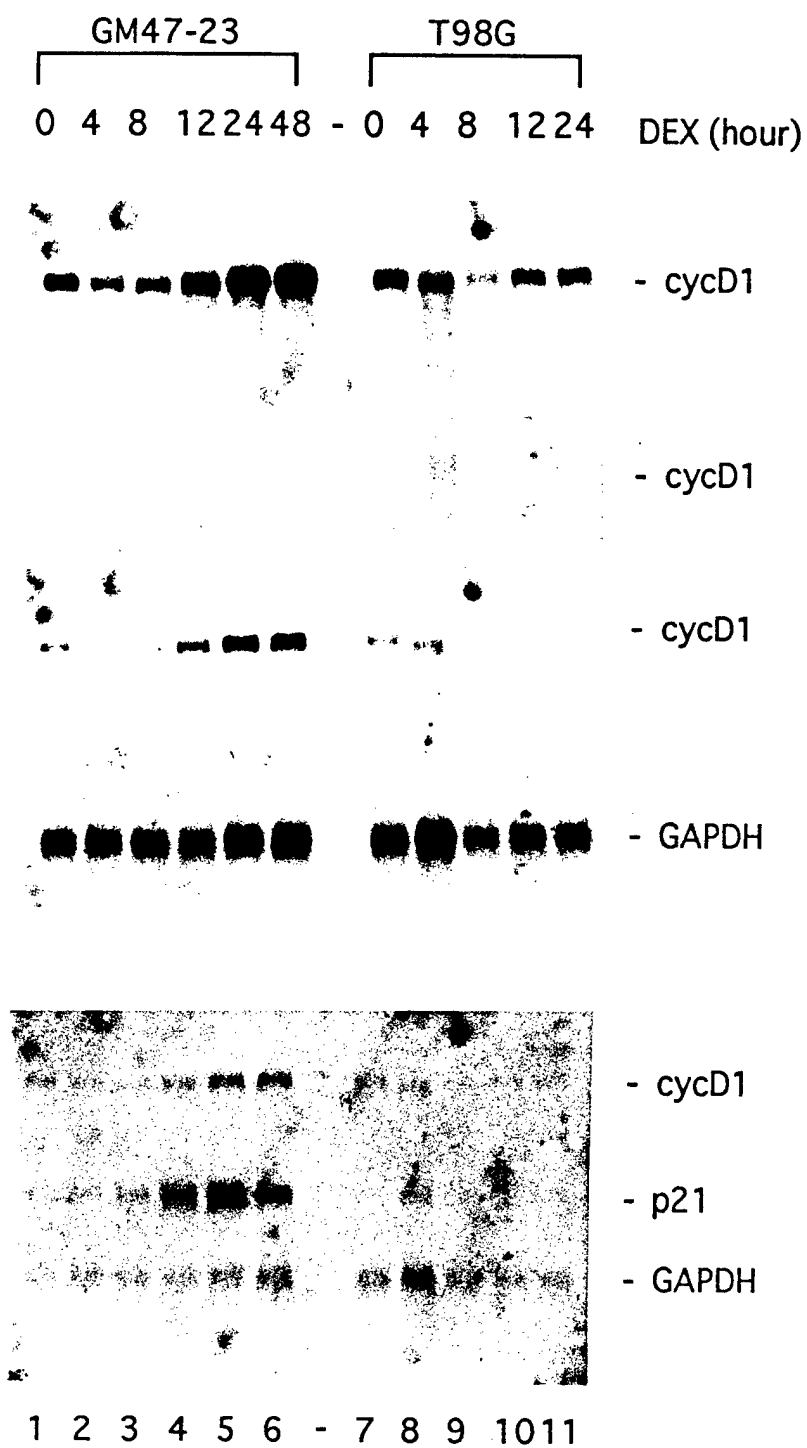 GM47-23 T98G
0 4 8 12 24 48 - 0 4 8 12 24 DEX (hour)
- cycD1
- cycD1
- cycD1
- GAPDH
- cycD1
- p21
- GAPDH
1 2 3 4 5 6 - 7 8 9 10 11